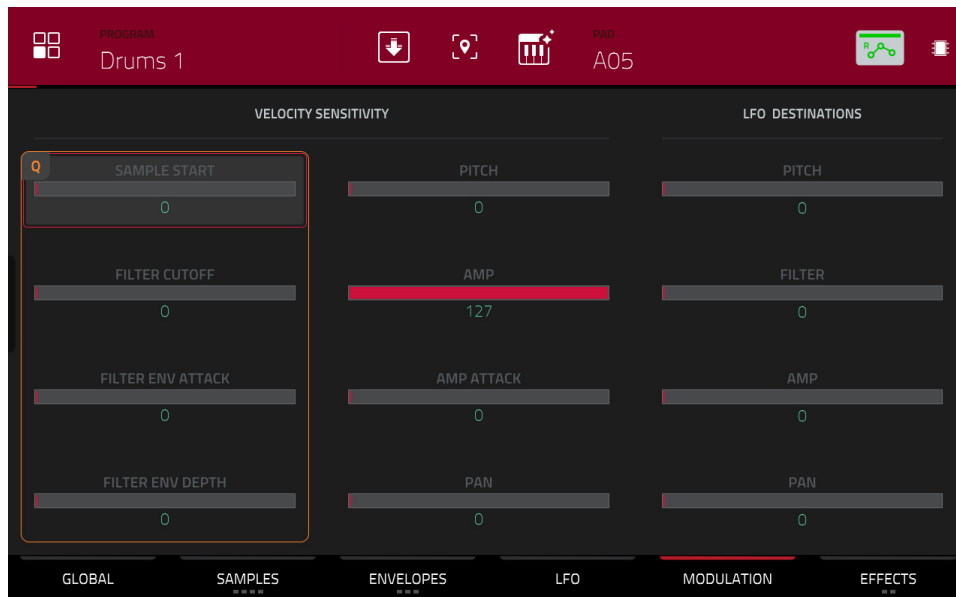 PROGRAM
Drums 1
PAD
A05
R
VELOCITY SENSITIVITY
LFO DESTINATIONS
Q
SAMPLE START
0
PITCH
0
PITCH
0
FILTER CUTOFF
0
AMP
127
FILTER
0
FILTER ENV ATTACK
0
AMP ATTACK
0
AMP
0
FILTER ENV DEPTH
0
PAN
0
PAN
0
GLOBAL
SAMPLES
ENVELOPES
LFO
MODULATION
EFFECTS